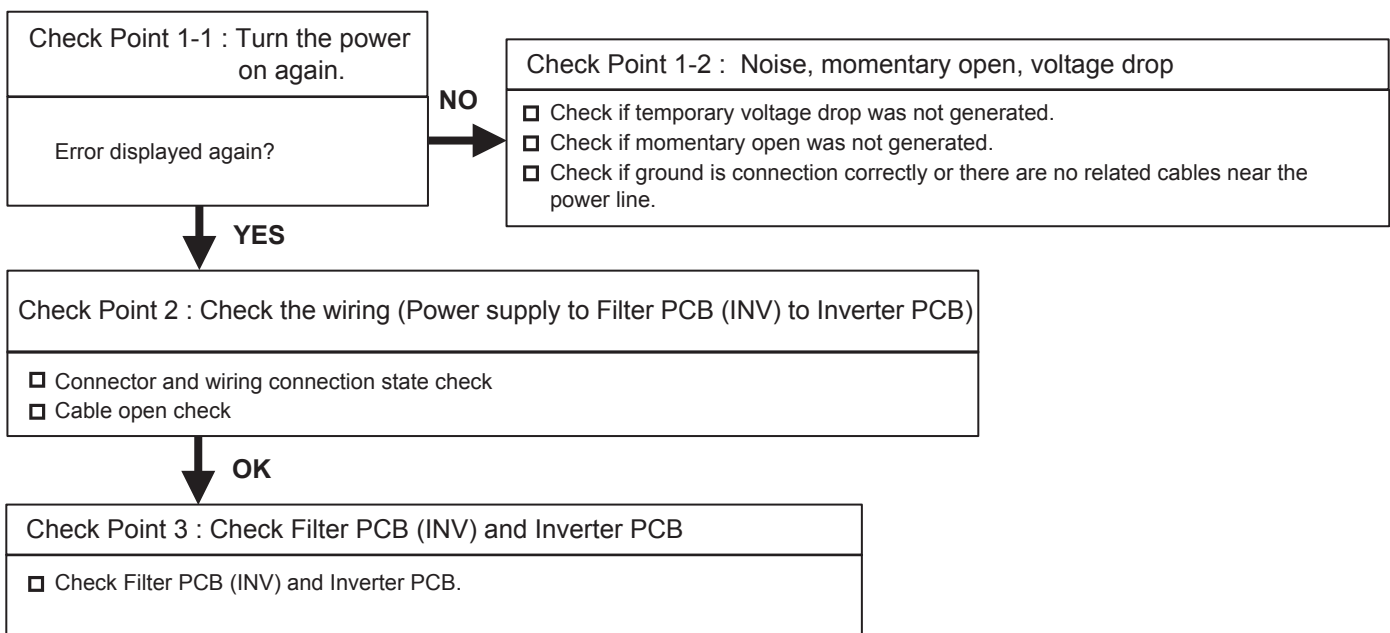 Check Point 1-1 : Turn the power
on again.
Error displayed again?
NO
Check Point 1-2 : Noise, momentary open, voltage drop
Check if temporary voltage drop was not generated.
Check if momentary open was not generated.
Check if ground is connection correctly or there are no related cables near the
power line.
YES
Check Point 2 : Check the wiring (Power supply to Filter PCB (INV) to Inverter PCB)
Connector and wiring connection state check
Cable open check
OK
Check Point 3 : Check Filter PCB (INV) and Inverter PCB
Check Filter PCB (INV) and Inverter PCB.